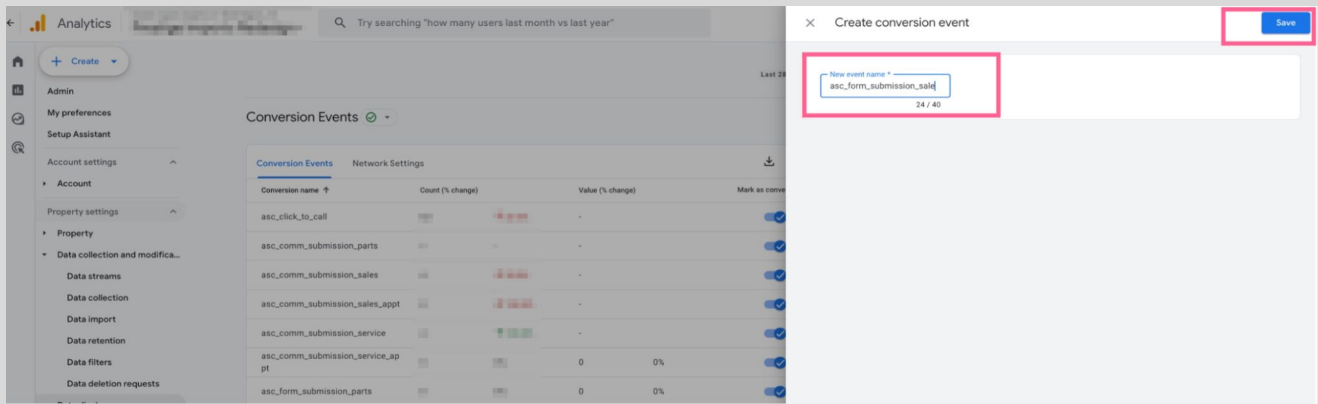 Analytics
Try searching "how many users last month vs last year"
Create conversion event
Save
Create
Last 28
New event name *
asc_form_submission_sale
24 / 40
Admin
My preferences
Setup Assistant
Account settings
Account
Property settings
Property
Data collection and modifica...
Data streams
Data collection
Data import
Data retention
Data filters
Data deletion requests
Conversion Events
Conversion Events Network Settings
Conversion name Count (% change) Value (% change) Mark as conve
asc_click_to_call -
asc_comm_submission_parts -
asc_comm_submission_sales -
asc_comm_submission_sales_appt -
asc_comm_submission_service -
asc_comm_submission_service_ap
pt 0 0%
asc_form_submission_parts 0 0%